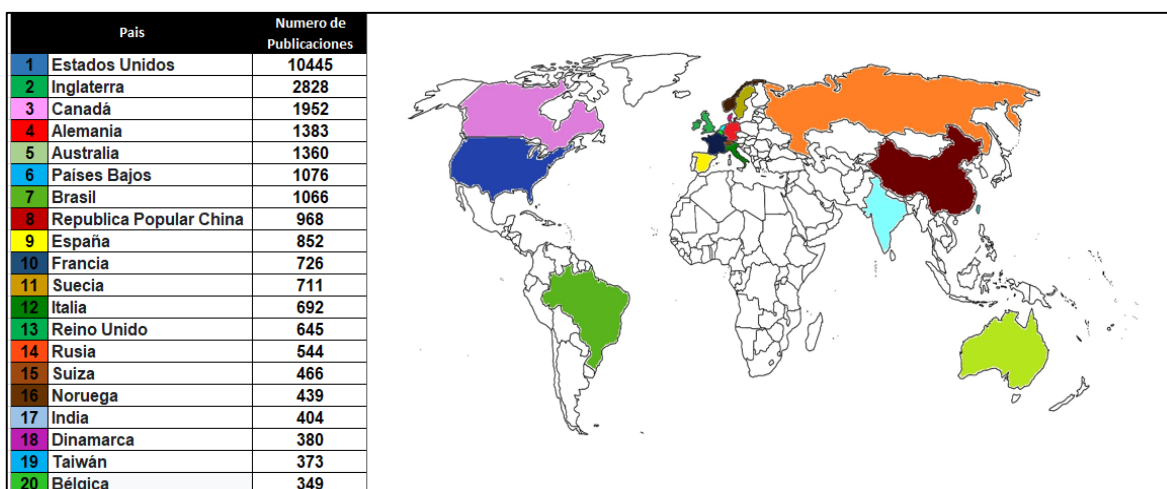 Pais Numero de
Publicaciones
1 Estados Unidos 10445
2 Inglaterra 2828
3 Canadá 1952
4 Alemania 1383
5 Australia 1360
6 Países Bajos 1076
7 Brasil 1066
8 Republica Popular China 968
9 España 852
10 Francia 726
11 Suecia 711
12 Italia 692
13 Reino Unido 645
14 Rusia 544
15 Suiza 466
16 Noruega 439
17 India 404
18 Dinamarca 380
19 Taiwán 373
20 Bélgica 349